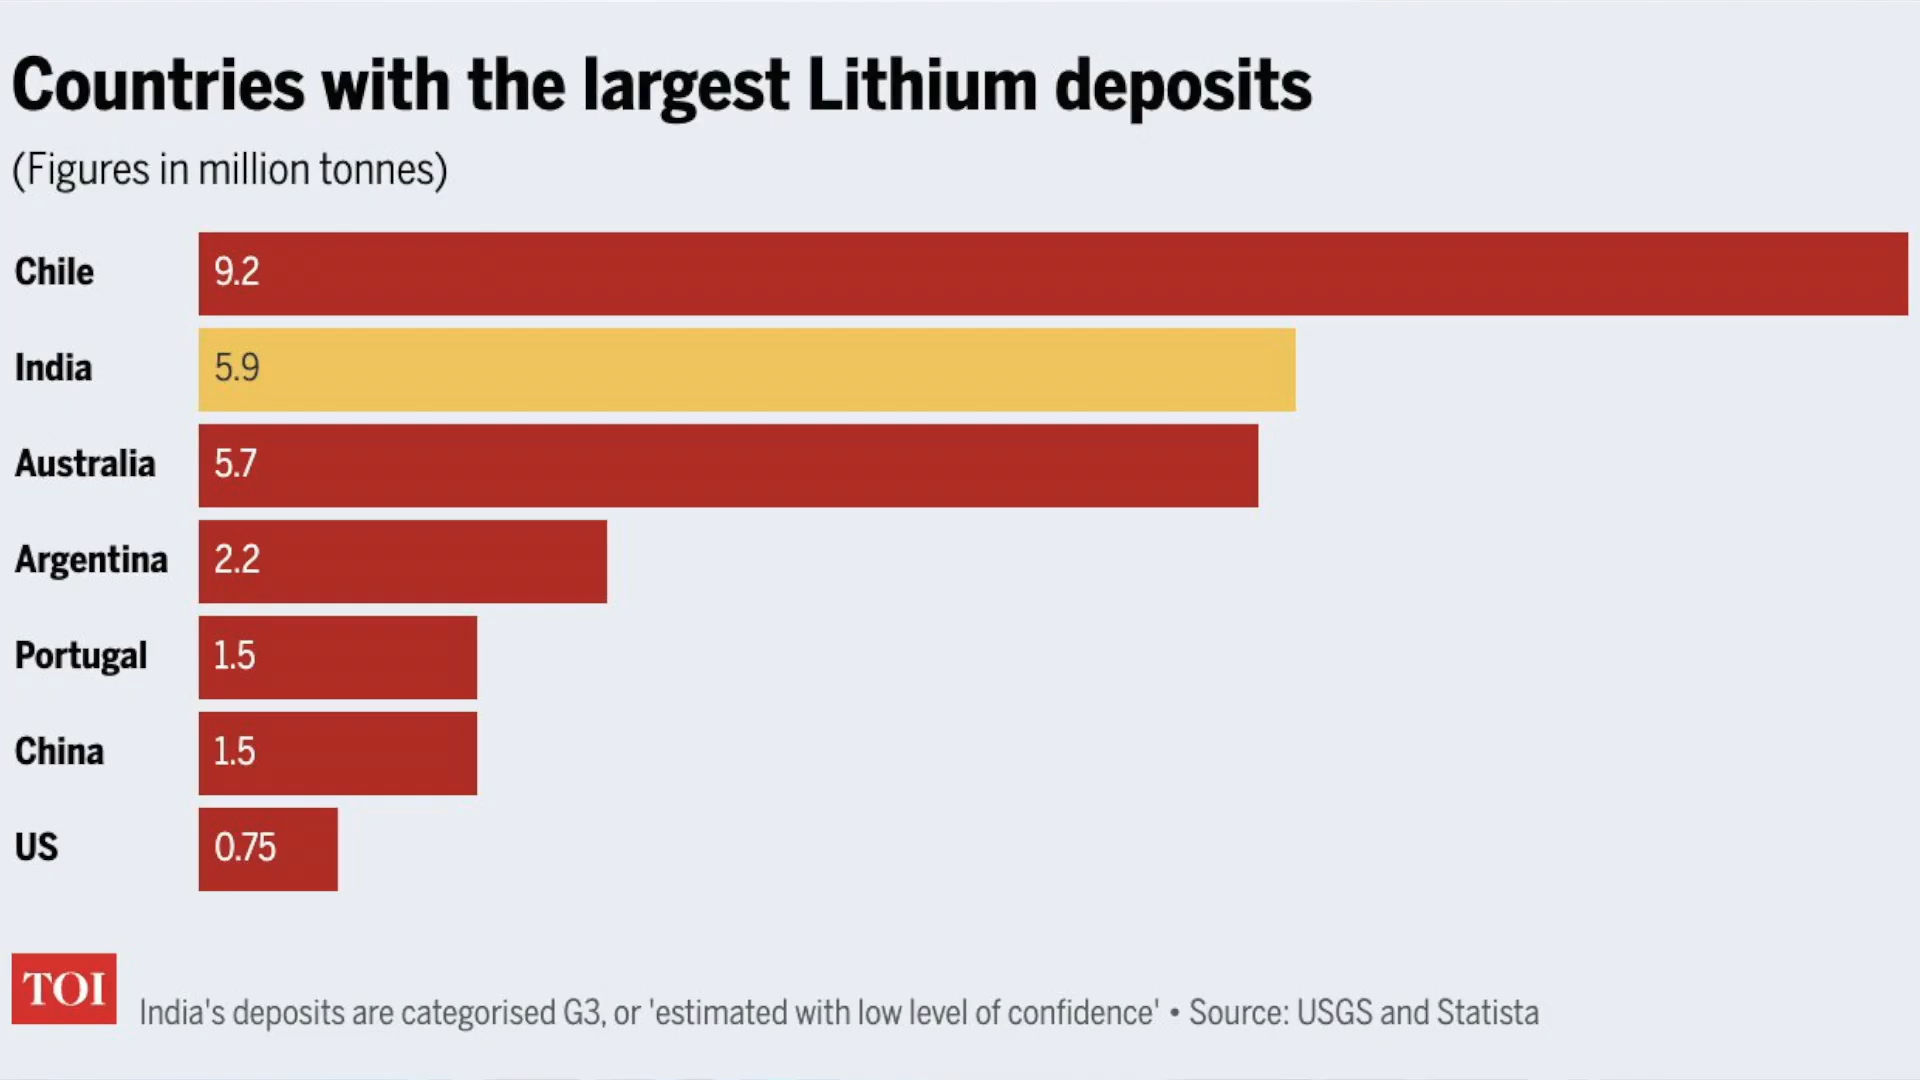 Countries with the largest Lithium deposits
(Figures in million tonnes)
Chile 9.2
India 5.9
Australia 5.7
Argentina 2.2
Portugal 1.5
China 1.5
US 0.75
TOI India's deposits are categorised G3, or 'estimated with low level of confidence' • Source: USGS and Statista